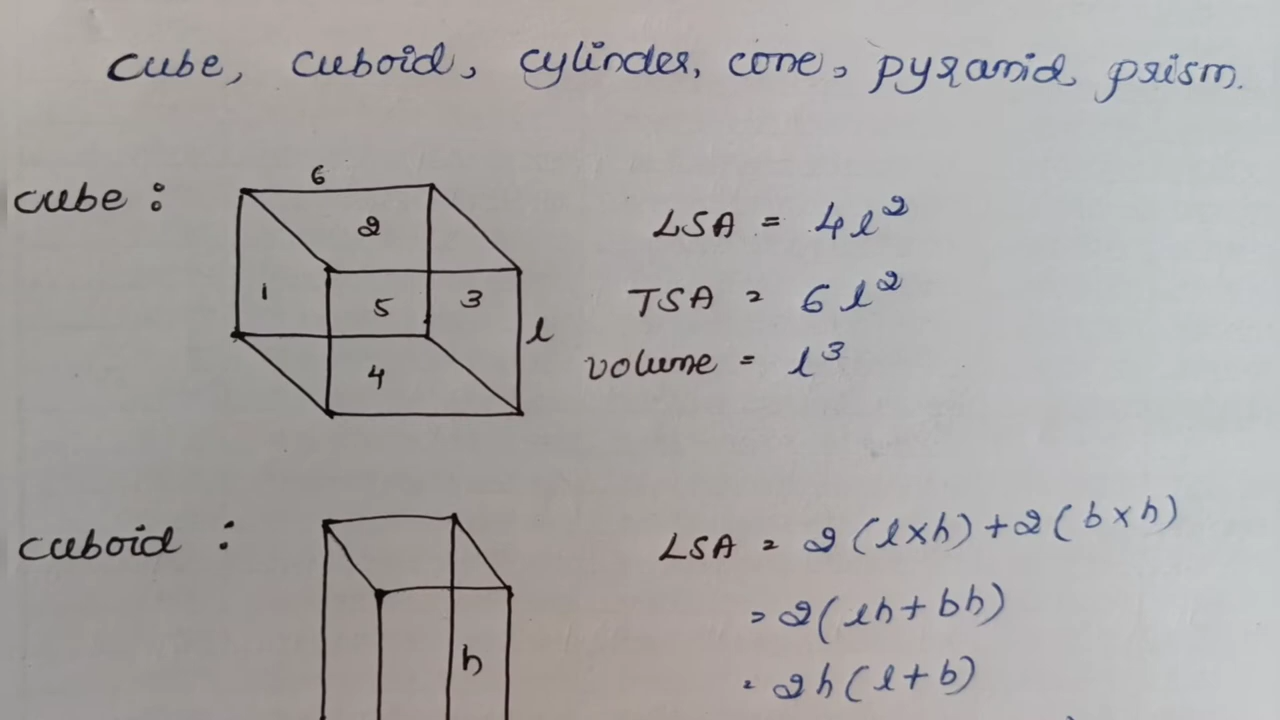 cube, cuboid, cylinder, cone, pyramid, prism.
cube :
6
2
1
5
3
l
4
LSA = 4l²
TSA = 6l²
volume = l³
cuboid :
h
LSA = 2(l×h)+2(b×h)
= 2(lh+bh)
= 2h(l+b)